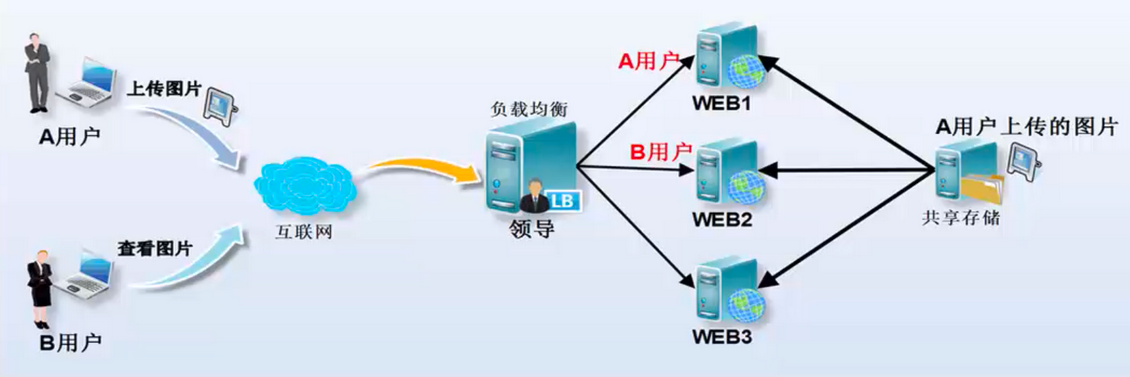 上传图片
A用户
查看图片
B用户
互联网
负载均衡
LB
领导
A用户
B用户
WEB1
WEB2
WEB3
A用户上传的图片
共享存储